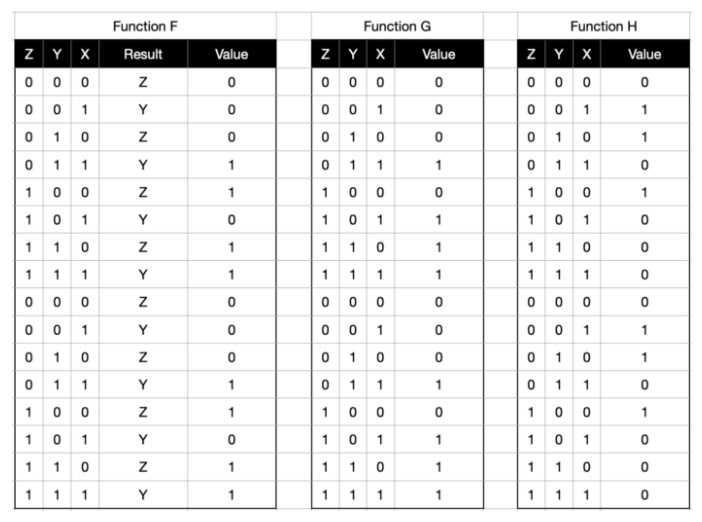 Function F Function G Function H
Z Y X Result Value Z Y X Value Z Y X Value
0 0 0 Z 0 0 0 0 0 0 0 0 0
0 0 1 Y 0 0 0 1 0 0 0 1 1
0 1 0 Z 0 0 1 0 0 0 1 0 1
0 1 1 Y 1 0 1 1 1 0 1 1 0
1 0 0 Z 1 1 0 0 0 1 0 0 1
1 0 1 Y 0 1 0 1 1 1 0 1 0
1 1 0 Z 1 1 1 0 1 1 1 0 0
1 1 1 Y 1 1 1 1 1 1 1 1 0
0 0 0 Z 0 0 0 0 0 0 0 0 0
0 0 1 Y 0 0 0 1 0 0 0 1 1
0 1 0 Z 0 0 1 0 0 0 1 0 1
0 1 1 Y 1 0 1 1 1 0 1 1 0
1 0 0 Z 1 1 0 0 0 1 0 0 1
1 0 1 Y 0 1 0 1 1 1 0 1 0
1 1 0 Z 1 1 1 0 1 1 1 0 0
1 1 1 Y 1 1 1 1 1 1 1 1 0